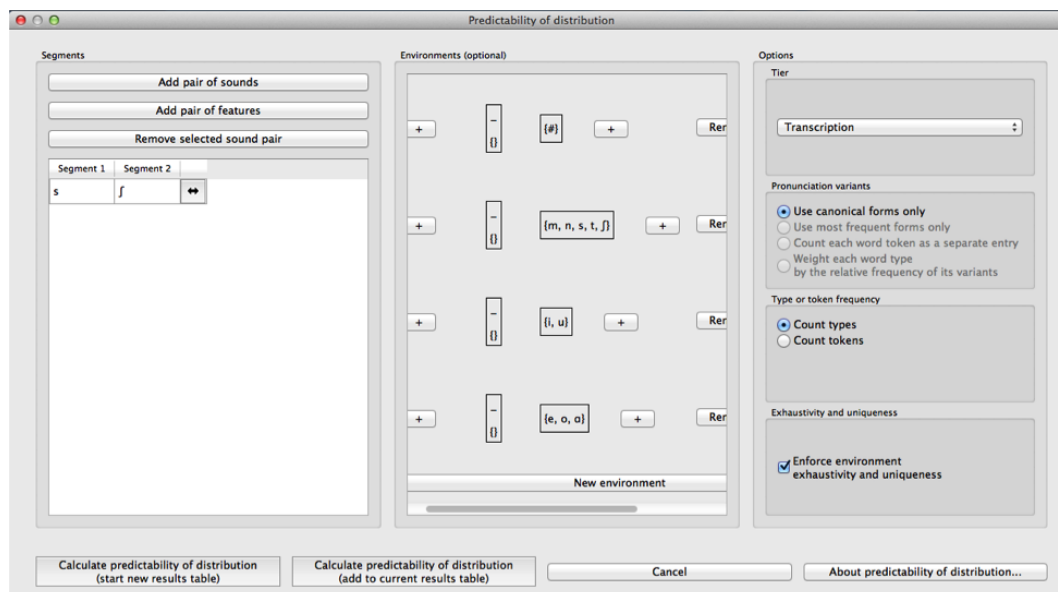 Predictability of distribution
Segments
Add pair of sounds
Add pair of features
Remove selected sound pair
Segment 1 Segment 2
s ʃ ⬌
Environments (optional)
+ _ {} {#} + Rer
+ _ {} {m, n, s, t, ʃ} + Rer
+ _ {} {i, u} + Rer
+ _ {} {e, o, ɑ} + Rer
New environment
Options
Tier
Transcription
Pronunciation variants
Use canonical forms only
Use most frequent forms only
Count each word token as a separate entry
Weight each word type
by the relative frequency of its variants
Type or token frequency
Count types
Count tokens
Exhaustivity and uniqueness
Enforce environment
exhaustivity and uniqueness
Calculate predictability of distribution
(start new results table)
Calculate predictability of distribution
(add to current results table)
Cancel
About predictability of distribution...